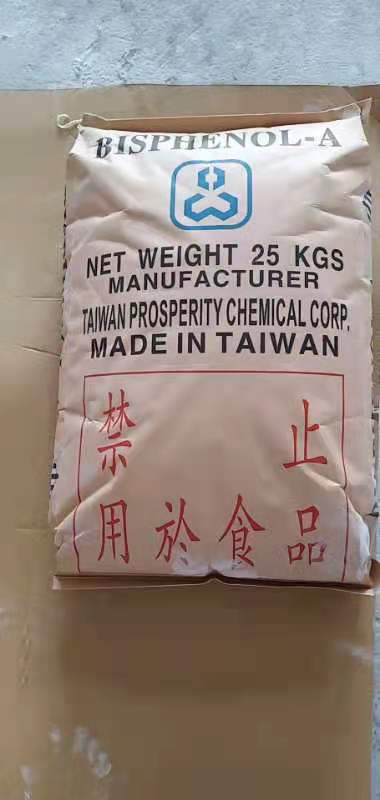 BISPHENOL-A
NET WEIGHT 25 KGS
MANUFACTURER
TAIWAN PROSPERITY CHEMICAL CORP.
MADE IN TAIWAN
禁止
用於食品